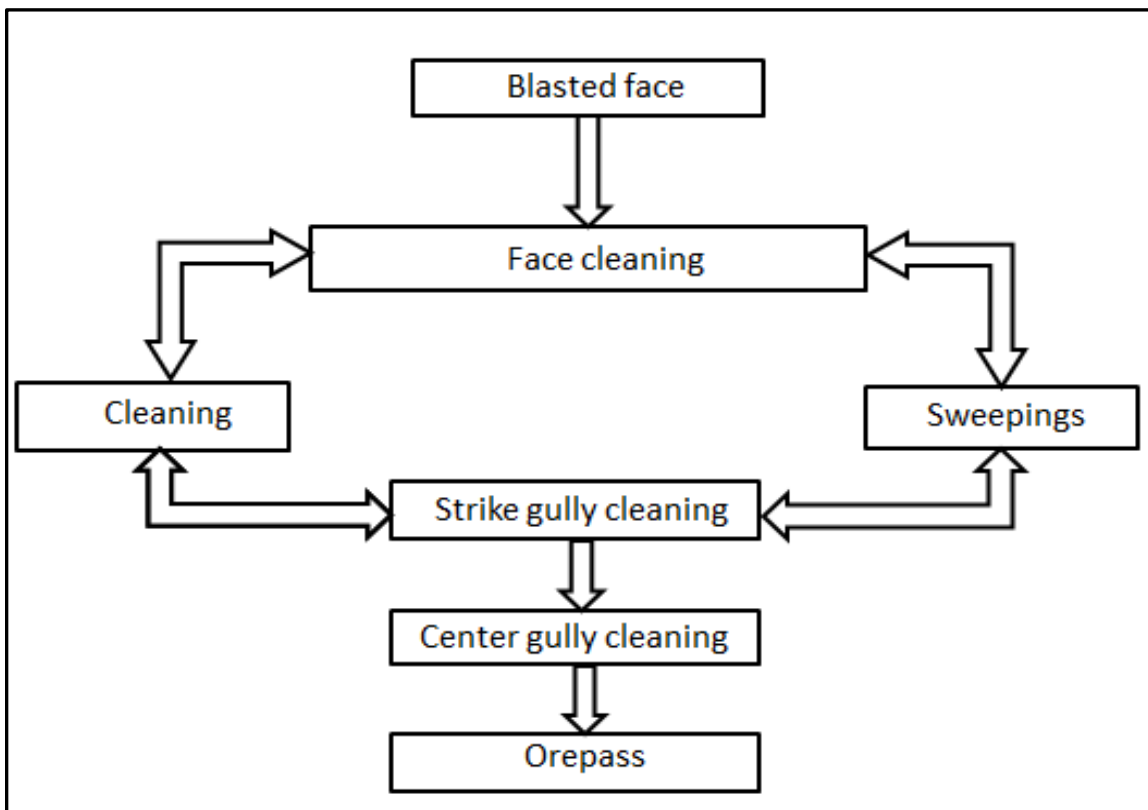 Blasted face
Face cleaning
Cleaning
Sweepings
Strike gully cleaning
Center gully cleaning
Orepass